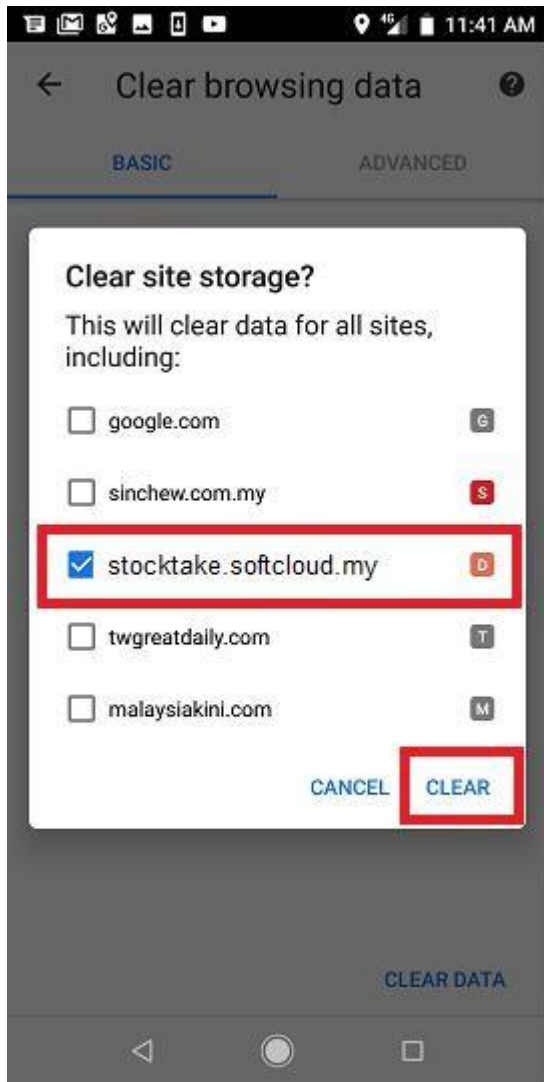 4G 11:41 AM
Clear browsing data
BASIC ADVANCED
Clear site storage?
This will clear data for all sites,
including:
google.com G
sinchew.com.my S
stocktake.softcloud.my D
twgreatdaily.com T
malaysiakini.com M
CANCEL CLEAR
CLEAR DATA